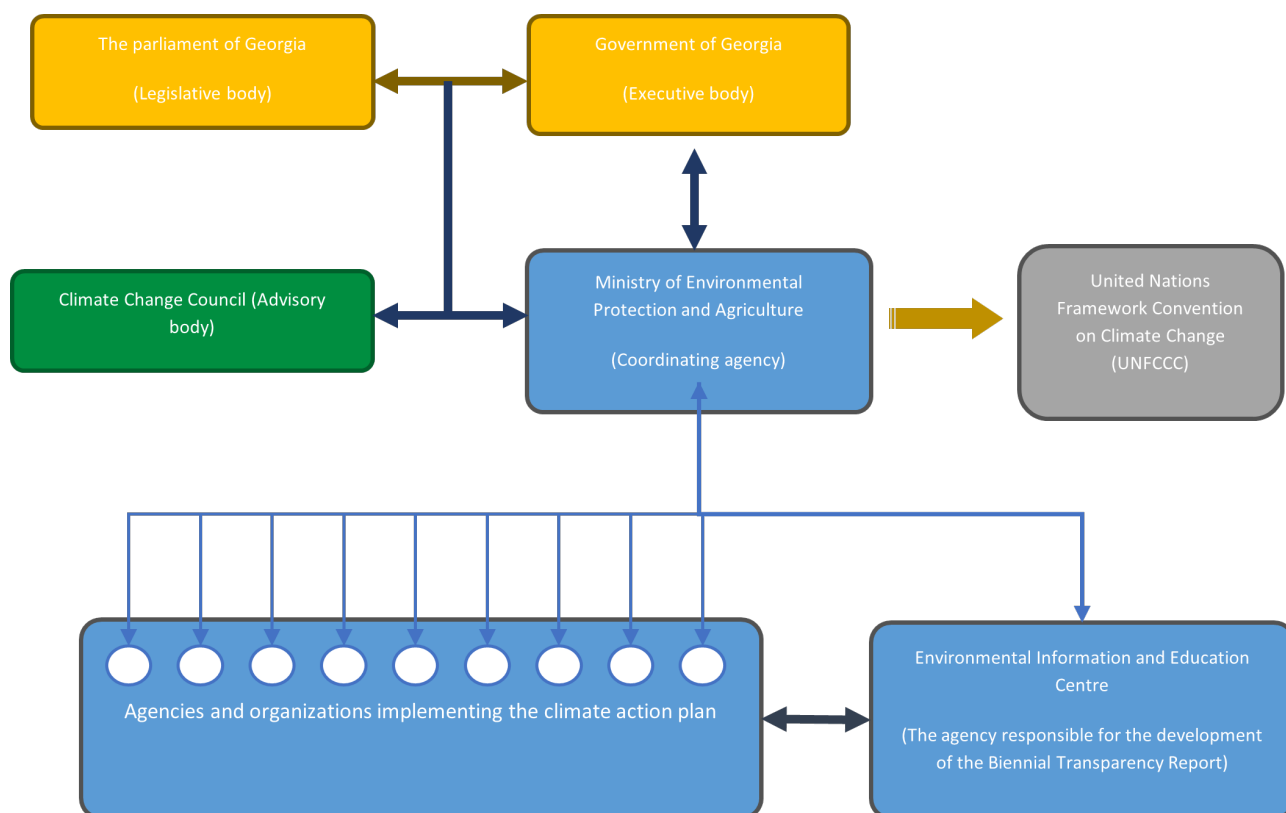 The parliament of Georgia
(Legislative body)
Government of Georgia
(Executive body)
Climate Change Council (Advisory
body)
Ministry of Environmental
Protection and Agriculture
(Coordinating agency)
United Nations
Framework Convention
on Climate Change
(UNFCCC)
Agencies and organizations implementing the climate action plan
Environmental Information and Education
Centre
(The agency responsible for the development
of the Biennial Transparency Report)